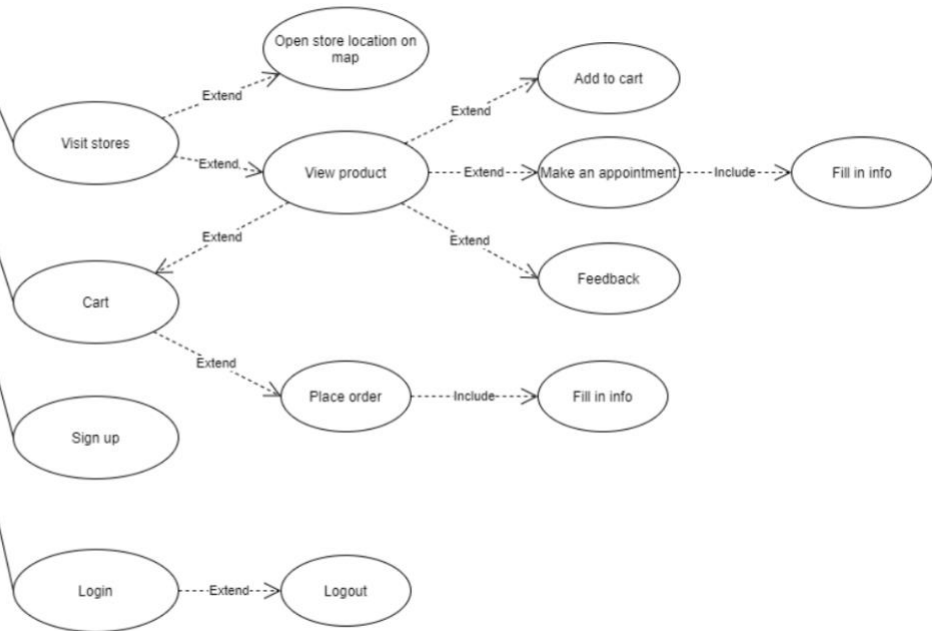 Open store location on
map
Extend
Add to cart
Extend
Visit stores
Extend
View product
Extend
Make an appointment
Include
Fill in info
Extend
Extend
Feedback
Cart
Extend
Place order
Include
Fill in info
Sign up
Login
Extend
Logout